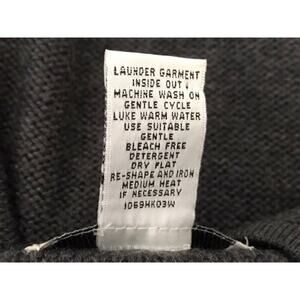 LAUNDER GARMENT
INSIDE OUT !
MACHINE WASH ON
GENTLE CYCLE
LUKE WARM WATER
USE SUITABLE
GENTLE
BLEACH FREE
DETERGENT
DRY FLAT
RE-SHAPE AND IRON
MEDIUM HEAT
IF NECESSARY
1069HK03W